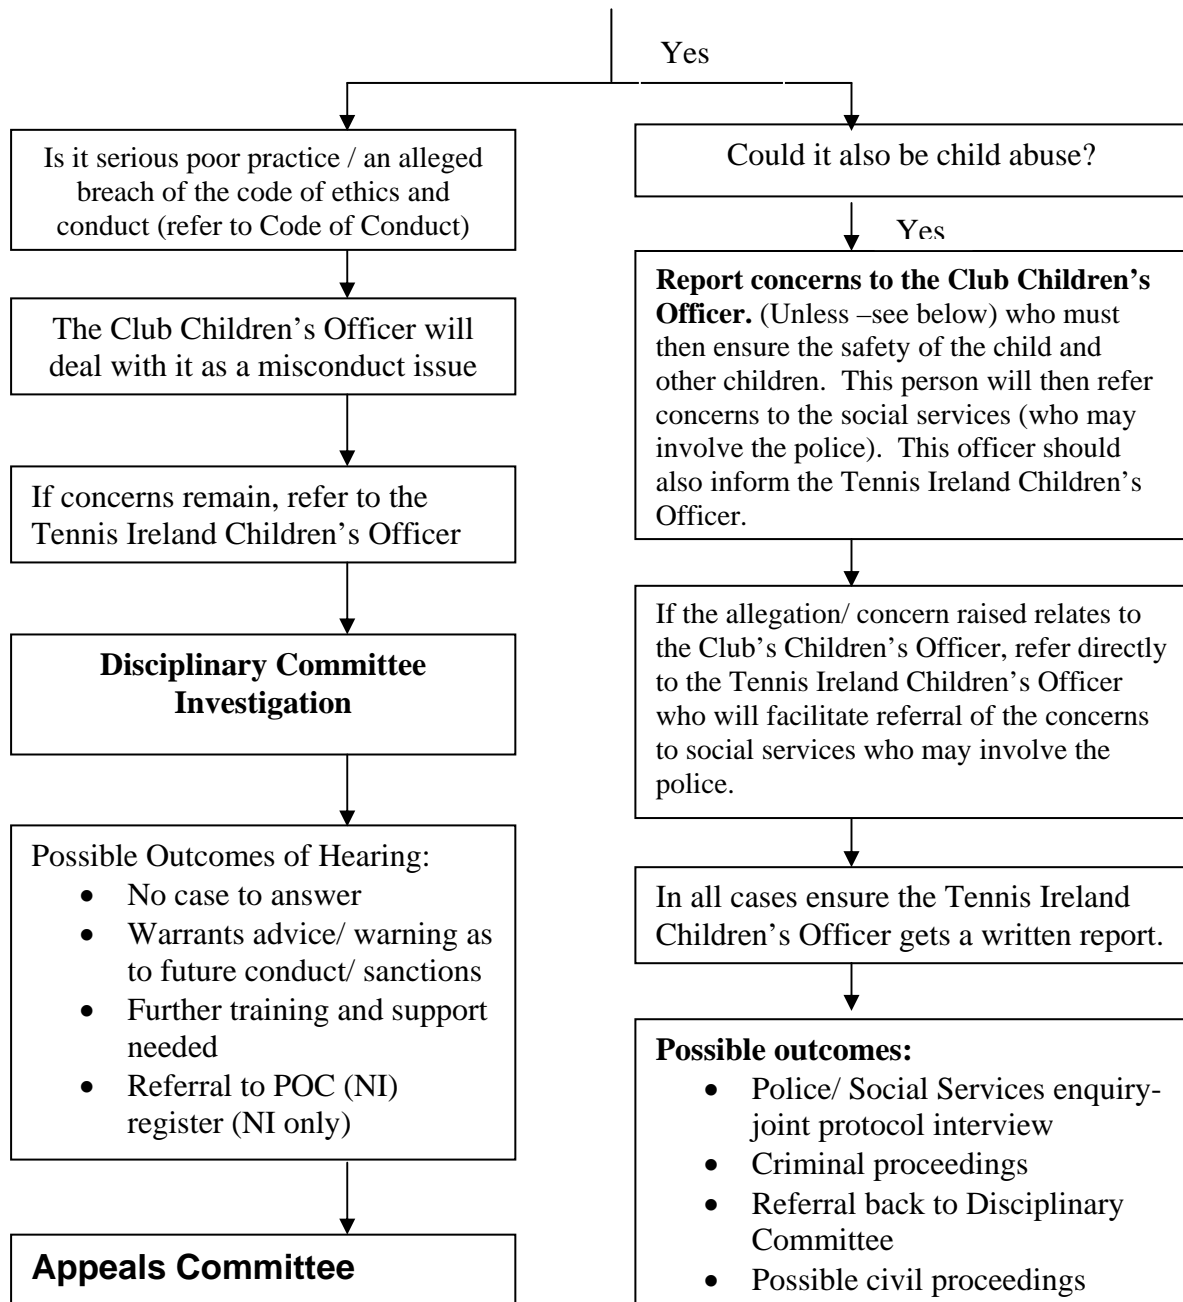 Yes
Is it serious poor practice / an alleged
breach of the code of ethics and
conduct (refer to Code of Conduct)
The Club Children’s Officer will
deal with it as a misconduct issue
If concerns remain, refer to the
Tennis Ireland Children’s Officer
Disciplinary Committee
Investigation
Possible Outcomes of Hearing:
• No case to answer
• Warrants advice/ warning as
to future conduct/ sanctions
• Further training and support
needed
• Referral to POC (NI)
register (NI only)
Appeals Committee
Could it also be child abuse?
Yes
Report concerns to the Club Children’s
Officer. (Unless –see below) who must
then ensure the safety of the child and
other children.  This person will then refer
concerns to the social services (who may
involve the police).  This officer should
also inform the Tennis Ireland Children’s
Officer.
If the allegation/ concern raised relates to
the Club’s Children’s Officer, refer directly
to the Tennis Ireland Children’s Officer
who will facilitate referral of the concerns
to social services who may involve the
police.
In all cases ensure the Tennis Ireland
Children’s Officer gets a written report.
Possible outcomes:
• Police/ Social Services enquiry-
joint protocol interview
• Criminal proceedings
• Referral back to Disciplinary
Committee
• Possible civil proceedings